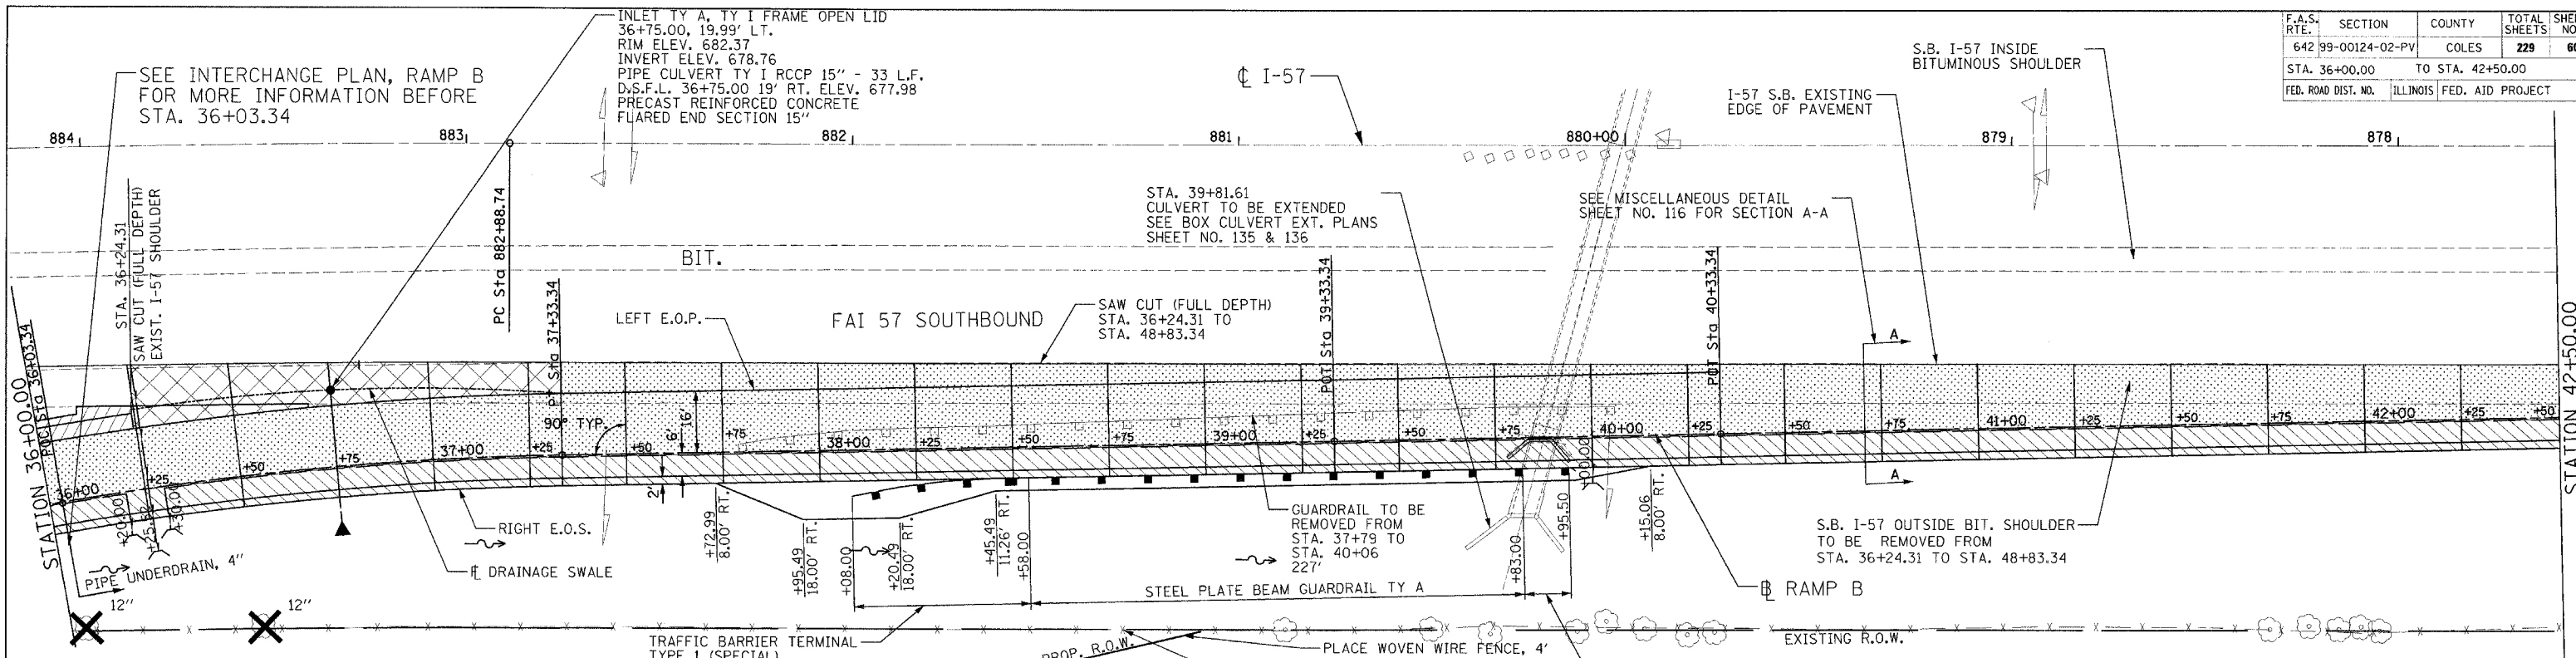 INLET TY A, TY I FRAME OPEN LID
36+75.00, 19.99' LT.
RIM ELEV. 682.37
INVERT ELEV. 678.76
PIPE CULVERT TY I RCCP 15" - 33 L.F.
D.S.F.L. 36+75.00 19' RT. ELEV. 677.98
PRECAST REINFORCED CONCRETE
FLARED END SECTION 15"
SEE INTERCHANGE PLAN, RAMP B
FOR MORE INFORMATION BEFORE
STA. 36+03.34
℄ I-57
S.B. I-57 INSIDE
BITUMINOUS SHOULDER
I-57 S.B. EXISTING
EDGE OF PAVEMENT
F.A.S. RTE. SECTION COUNTY TOTAL SHEETS
642 99-00124-02-PV COLES 229
STA. 36+00.00 TO STA. 42+50.00
FED. ROAD DIST. NO. ILLINOIS FED. AID PROJECT
884 883 882 881 880+00 879 878
STA. 36+24.31
SAW CUT (FULL DEPTH)
EXIST. I-57 SHOULDER
PC Sta 882+88.74
STA. 39+81.61
CULVERT TO BE EXTENDED
SEE BOX CULVERT EXT. PLANS
SHEET NO. 135 & 136
SEE MISCELLANEOUS DETAIL
SHEET NO. 116 FOR SECTION A-A
BIT.
LEFT E.O.P.
FAI 57 SOUTHBOUND
SAW CUT (FULL DEPTH)
STA. 36+24.31 TO
STA. 48+83.34
STATION 36+00.00
POC Sta 36+03.34
PT Sta 37+33.34
POT Sta 39+33.34
POT Sta 40+33.34
STATION 42+50.00
A
A
90° TYP.
6'
16'
2'
36+00 +25 +50 +75 37+00 +25 +50 +75 38+00 +25 +50 +75 39+00 +25 +50 +75 40+00 +25 +50 +75 41+00 +25 +50 +75 42+00 +25 +50
+20.00
+30.00
+00.00
RIGHT E.O.S.
DRAINAGE SWALE
PIPE UNDERDRAIN, 4"
+72.99
8.00' RT.
+95.49
18.00' RT.
+08.00
+20.49
18.00' RT.
+45.49
11.26' RT.
+58.00
GUARDRAIL TO BE
REMOVED FROM
STA. 37+79 TO
STA. 40+06
227'
+83.00
+95.50
+15.06
8.00' RT.
S.B. I-57 OUTSIDE BIT. SHOULDER
TO BE REMOVED FROM
STA. 36+24.31 TO STA. 48+83.34
STEEL PLATE BEAM GUARDRAIL TY A
RAMP B
12"
12"
TRAFFIC BARRIER TERMINAL
TYPE 1 (SPECIAL)
PROP. R.O.W.
PLACE WOVEN WIRE FENCE, 4'
EXISTING R.O.W.